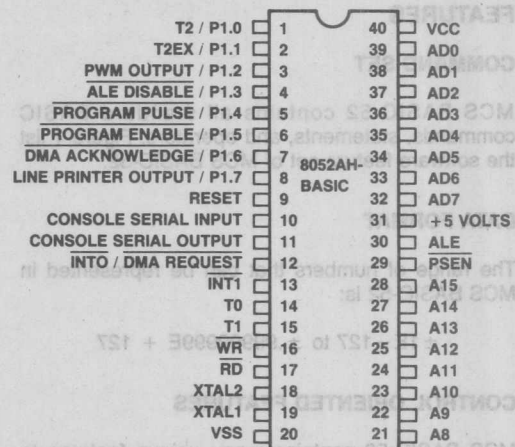 T2 / P1.0 1 40 VCC
T2EX / P1.1 2 39 AD0
PWM OUTPUT / P1.2 3 38 AD1
ALE DISABLE / P1.3 4 37 AD2
PROGRAM PULSE / P1.4 5 36 AD3
PROGRAM ENABLE / P1.5 6 35 AD4
DMA ACKNOWLEDGE / P1.6 7 34 AD5
8052AH-
LINE PRINTER OUTPUT / P1.7 8 33 AD6
BASIC
RESET 9 32 AD7
CONSOLE SERIAL INPUT 10 31 +5 VOLTS
CONSOLE SERIAL OUTPUT 11 30 ALE
INTO / DMA REQUEST 12 29 PSEN
INT1 13 28 A15
T0 14 27 A14
T1 15 26 A13
WR 16 25 A12
RD 17 24 A11
XTAL2 18 23 A10
XTAL1 19 22 A9
VSS 20 21 A8